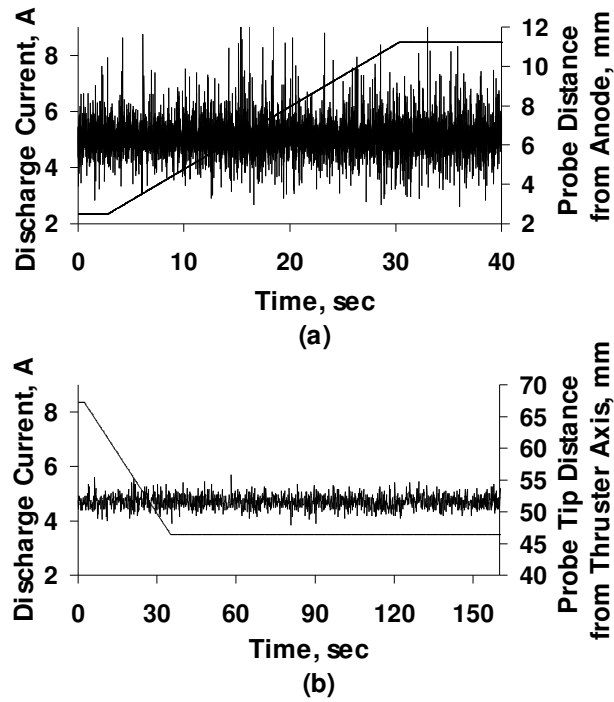 Discharge Current, A
8
6
4
2
12
10
8
6
4
2
Probe Distance
from Anode, mm
0 10 20 30 40
Time, sec
(a)
Discharge Current, A
8
6
4
2
70
65
60
55
50
45
40
Probe Tip Distance
from Thruster Axis, mm
0 30 60 90 120 150
Time, sec
(b)